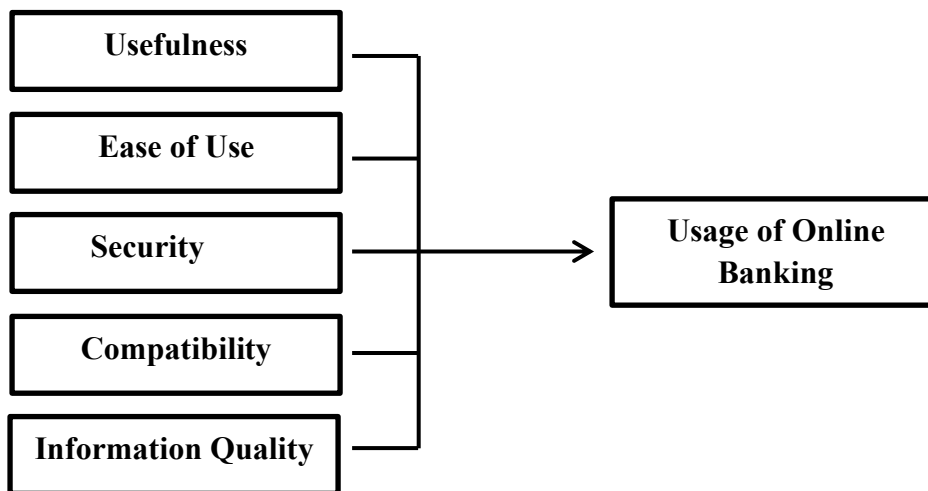 Usefulness
Ease of Use
Security
Compatibility
Information Quality
Usage of Online
Banking